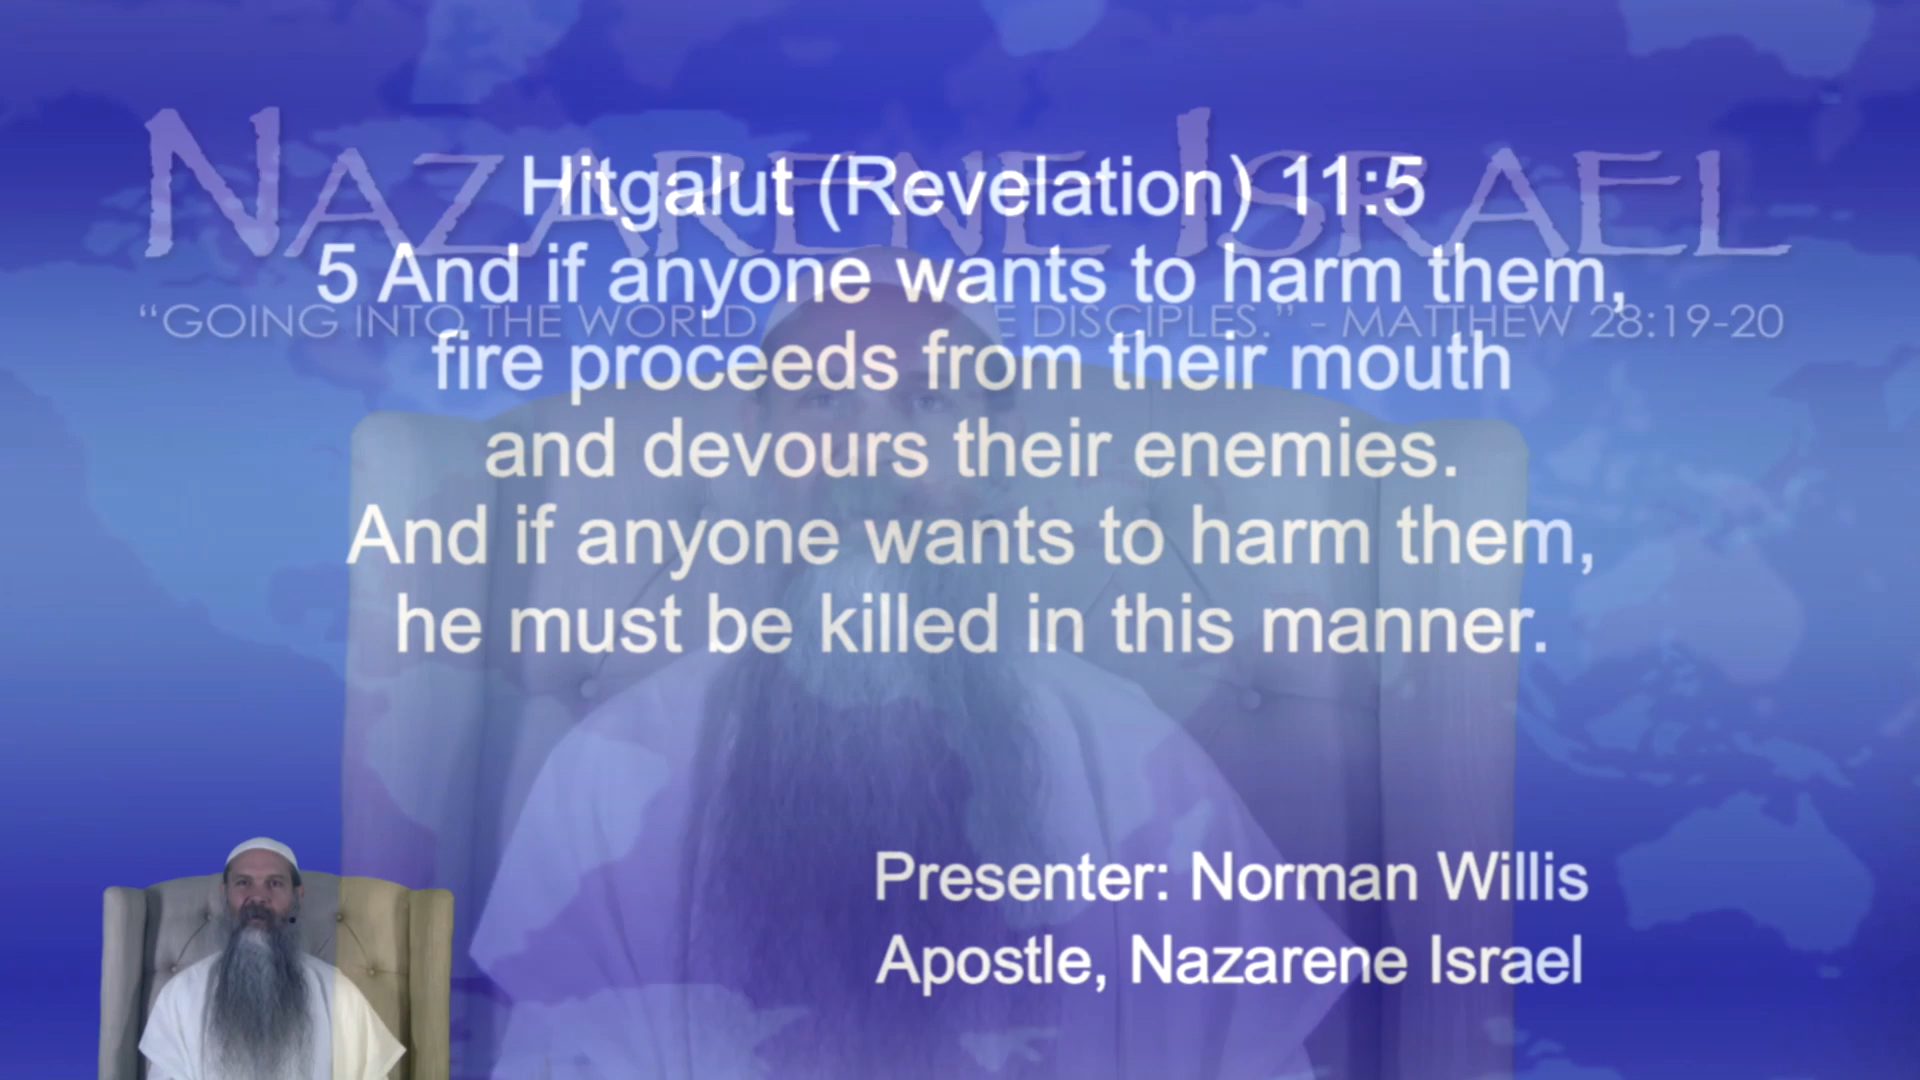 NAZARENE ISRAEL
Hitgalut (Revelation) 11:5
5 And if anyone wants to harm them,
“GOING INTO THE WORLD E DISCIPLES.” - MATTHEW 28:19-20
fire proceeds from their mouth
and devours their enemies.
And if anyone wants to harm them,
he must be killed in this manner.
Presenter: Norman Willis
Apostle, Nazarene Israel